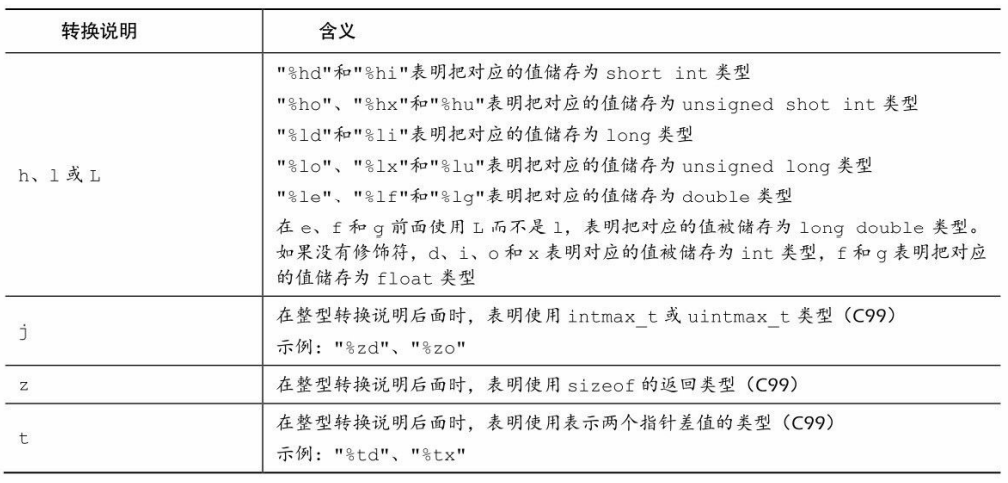 转换说明 含义
"%hd"和"%hi"表明把对应的值储存为 short int 类型
"%ho"、"%hx"和"%hu"表明把对应的值储存为 unsigned shot int 类型
"%ld"和"%li"表明把对应的值储存为 long 类型
h、l 或 L
"%lo"、"%lx"和"%lu"表明把对应的值储存为 unsigned long 类型
"%le"、"%lf"和"%lg"表明把对应的值储存为 double 类型
在 e、f 和 g 前面使用 L 而不是 l，表明把对应的值被储存为 long double 类型。
如果没有修饰符，d、i、o 和 x 表明对应的值被储存为 int 类型，f 和 g 表明把对应
的值储存为 float 类型
j
在整型转换说明后面时，表明使用 intmax_t 或 uintmax_t 类型（C99）
示例："%zd"、"%zo"
z 在整型转换说明后面时，表明使用 sizeof 的返回类型（C99）
t
在整型转换说明后面时，表明使用表示两个指针差值的类型（C99）
示例："%td"、"%tx"